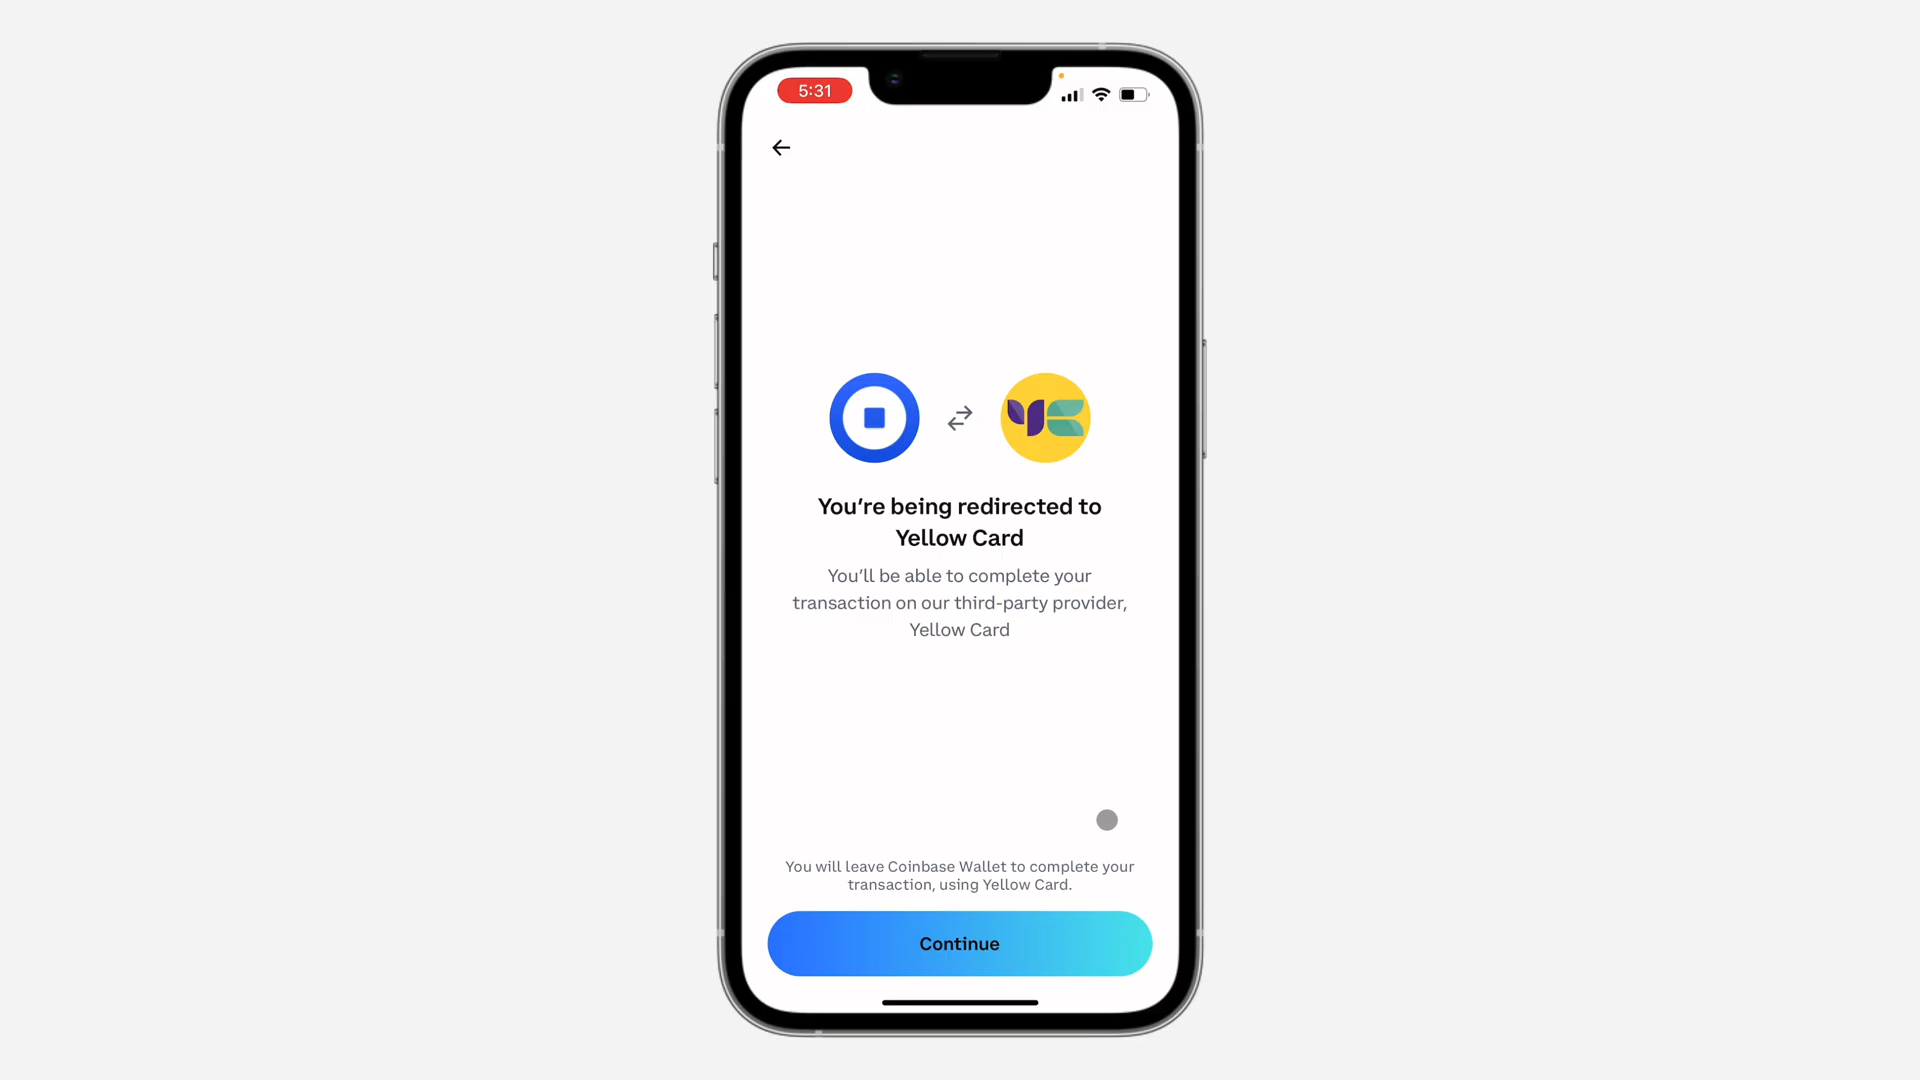 5:31
You're being redirected to
Yellow Card
You'll be able to complete your
transaction on our third-party provider,
Yellow Card
You will leave Coinbase Wallet to complete your
transaction, using Yellow Card.
Continue